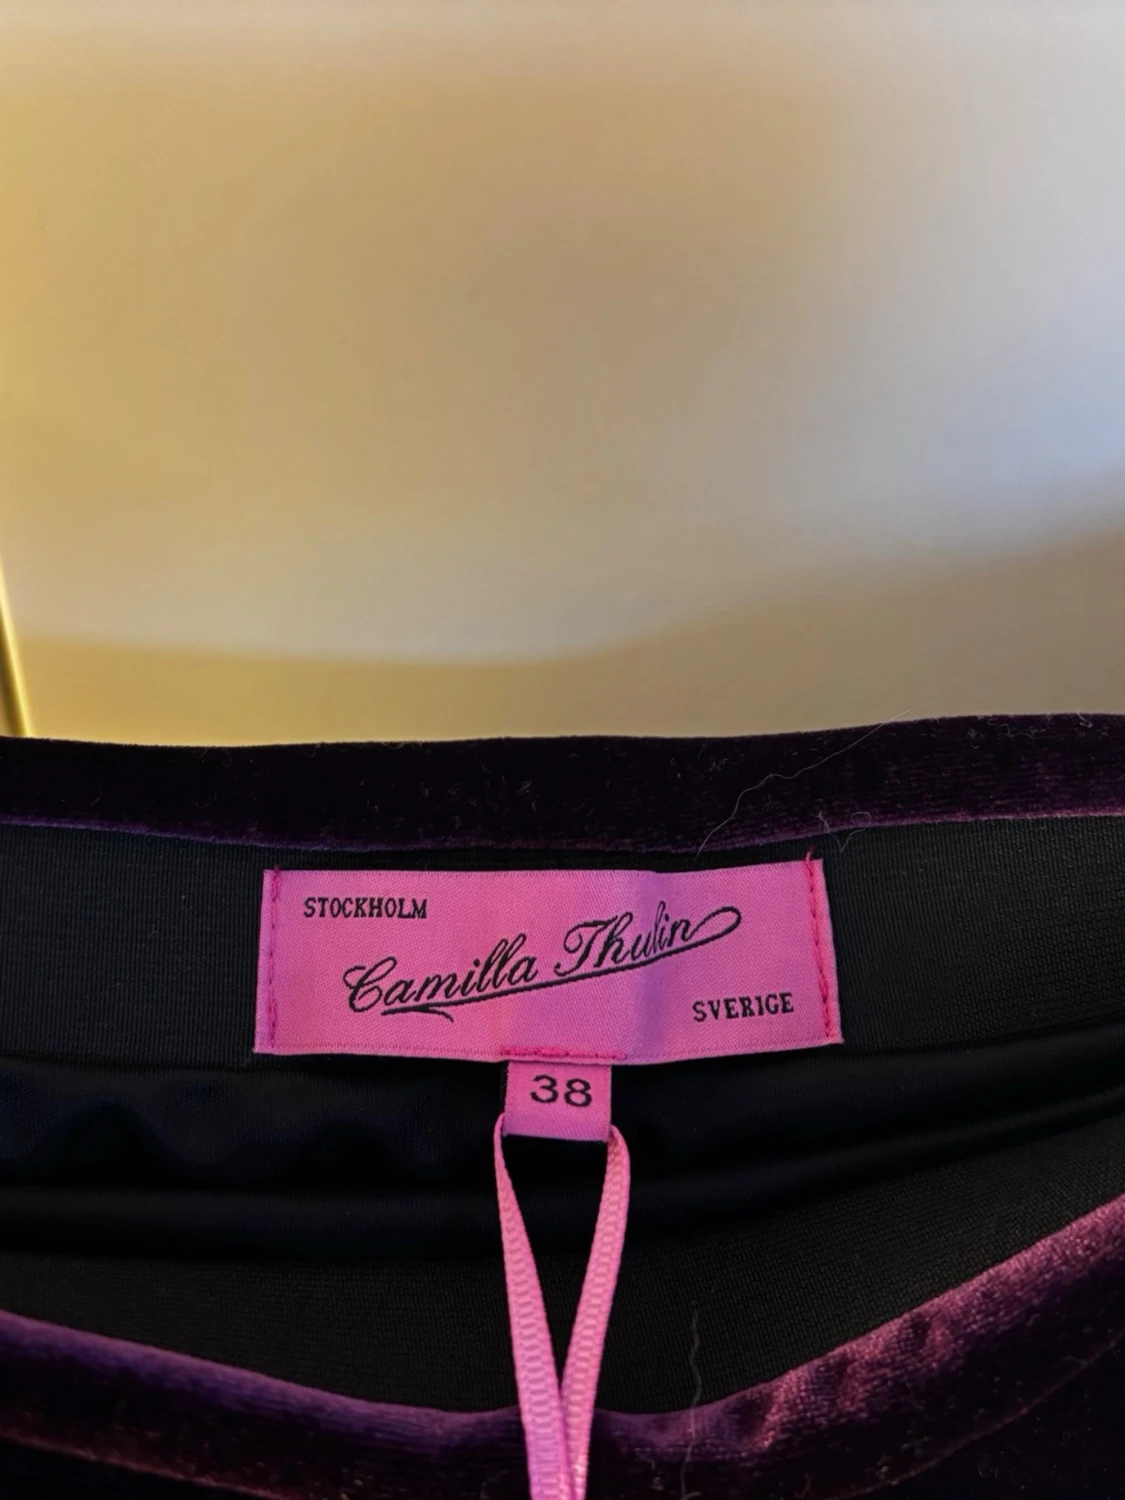 STOCKHOLM
Camilla Thulin
SVERIGE
38